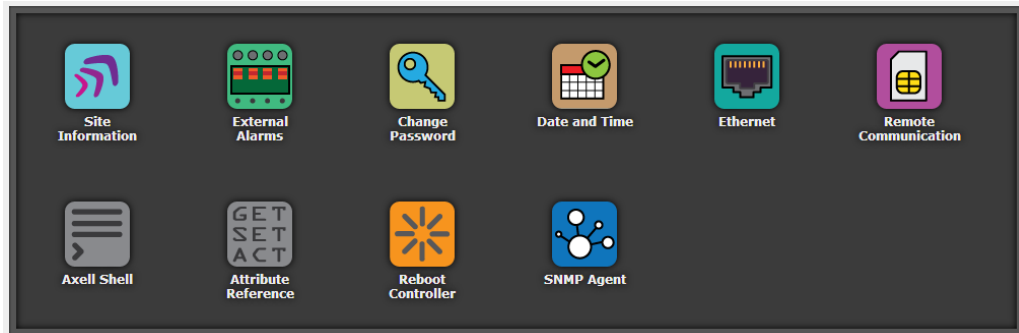 Site
Information
External
Alarms
Change
Password
Date and Time
Ethernet
Remote
Communication
Axell Shell
GET
SET
ACT
Attribute
Reference
Reboot
Controller
SNMP Agent